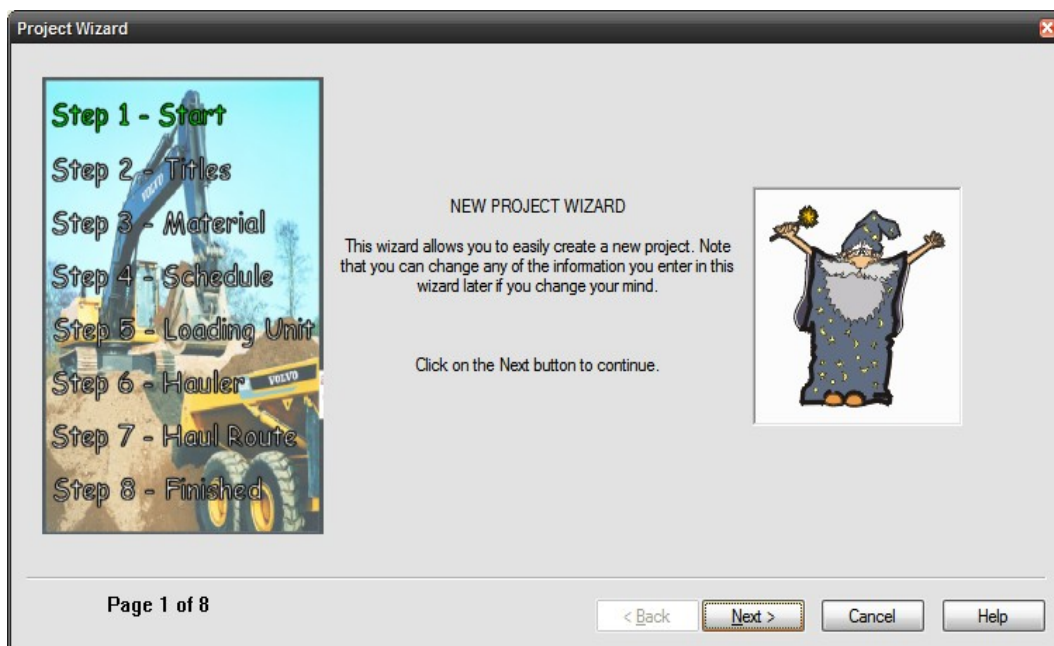 Project Wizard
Step 1 - Start
Step 2 - Titles
Step 3 - Material
Step 4 - Schedule
Step 5 - Loading Unit
Step 6 - Hauler
Step 7 - Haul Route
Step 8 - Finished
VOLVO
VOLVO
NEW PROJECT WIZARD
This wizard allows you to easily create a new project. Note
that you can change any of the information you enter in this
wizard later if you change your mind.
Click on the Next button to continue.
Page 1 of 8
< Back
Next >
Cancel
Help